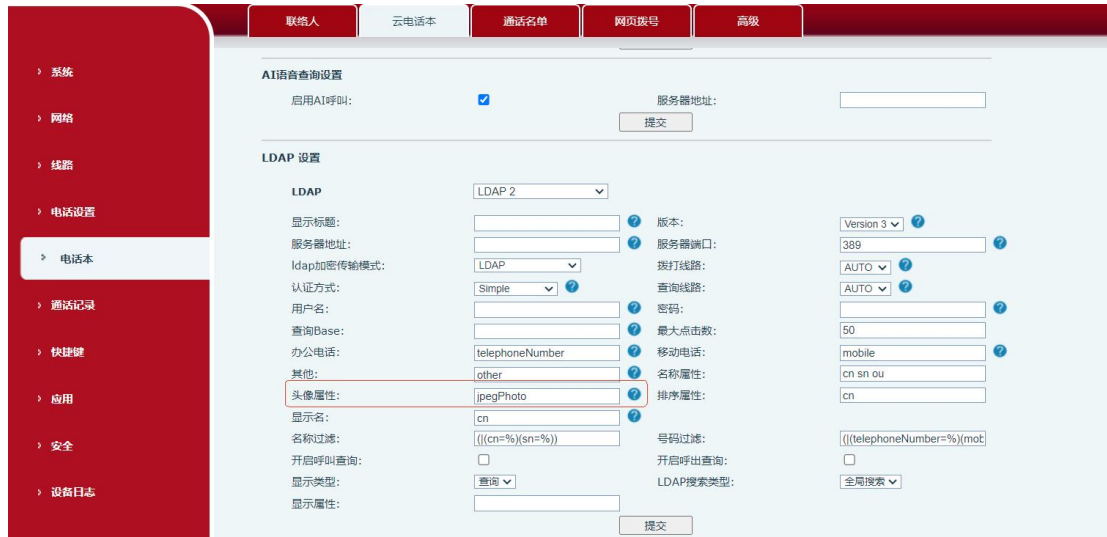 联络人 云电话本 通话名单 网页拨号 高级
系统
网络
线路
电话设置
电话本
通话记录
快捷键
应用
安全
设备日志
AI语音查询设置
启用AI呼叫: 服务器地址:
提交
LDAP 设置
LDAP LDAP 2
显示标题: 版本: Version 3
服务器地址: 服务器端口: 389
ldap加密传输模式: LDAP 拨打线路: AUTO
认证方式: Simple 查询线路: AUTO
用户名: 密码:
查询Base: 最大点击数: 50
办公电话: telephoneNumber 移动电话: mobile
其他: other 名称属性: cn sn ou
头像属性: jpegPhoto 排序属性: cn
显示名: cn
名称过滤: (|(cn=%)(sn=%)) 号码过滤: (|(telephoneNumber=%)(mot
开启呼叫查询: 开启呼出查询:
显示类型: 查询 LDAP搜索类型: 全局搜索
显示属性:
提交